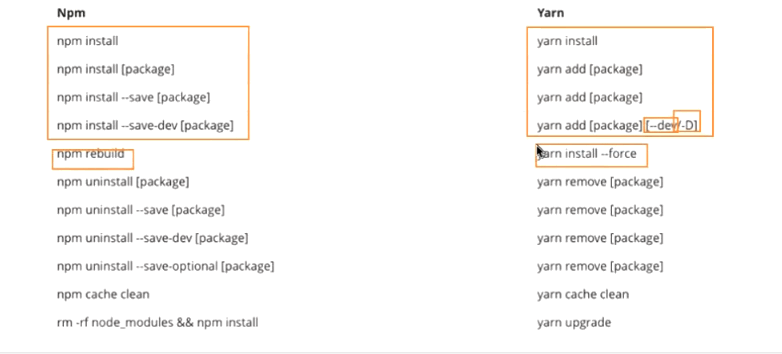 Npm Yarn
npm install yarn install
npm install [package] yarn add [package]
npm install --save [package] yarn add [package]
npm install --save-dev [package] yarn add [package] [--dev/-D]
npm rebuild yarn install --force
npm uninstall [package] yarn remove [package]
npm uninstall --save [package] yarn remove [package]
npm uninstall --save-dev [package] yarn remove [package]
npm uninstall --save-optional [package] yarn remove [package]
npm cache clean yarn cache clean
rm -rf node_modules && npm install yarn upgrade